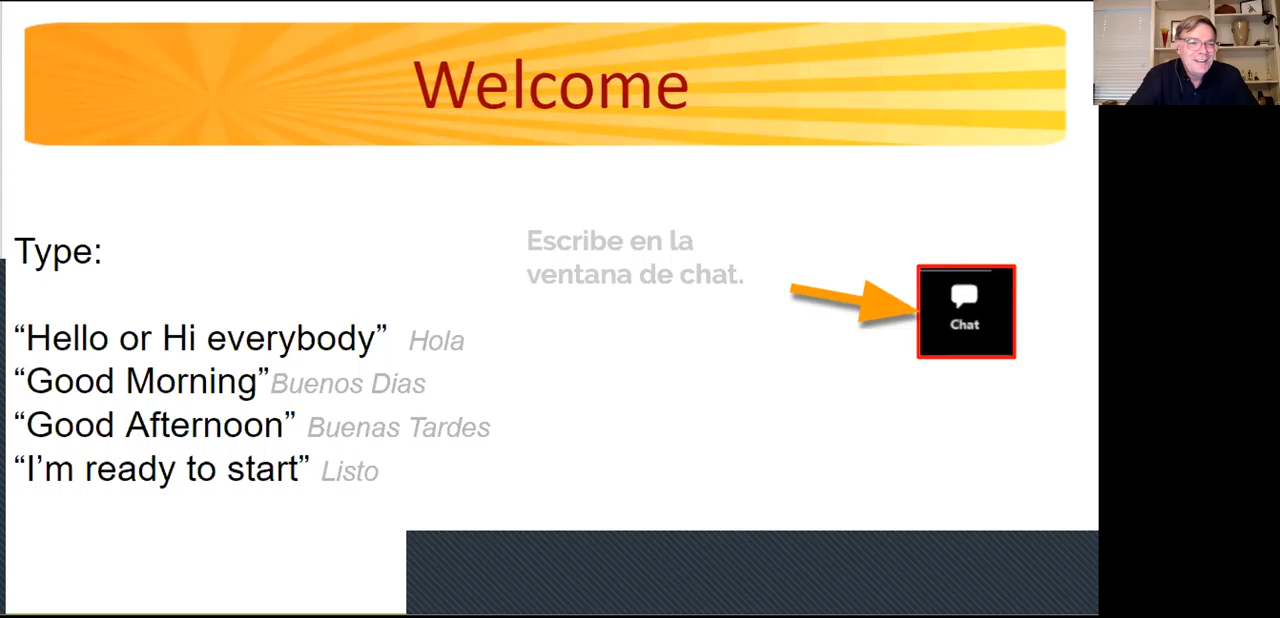 Welcome
Type:
Escribe en la
ventana de chat.
Chat
“Hello or Hi everybody” Hola
“Good Morning”Buenos Dias
“Good Afternoon” Buenas Tardes
“I’m ready to start” Listo